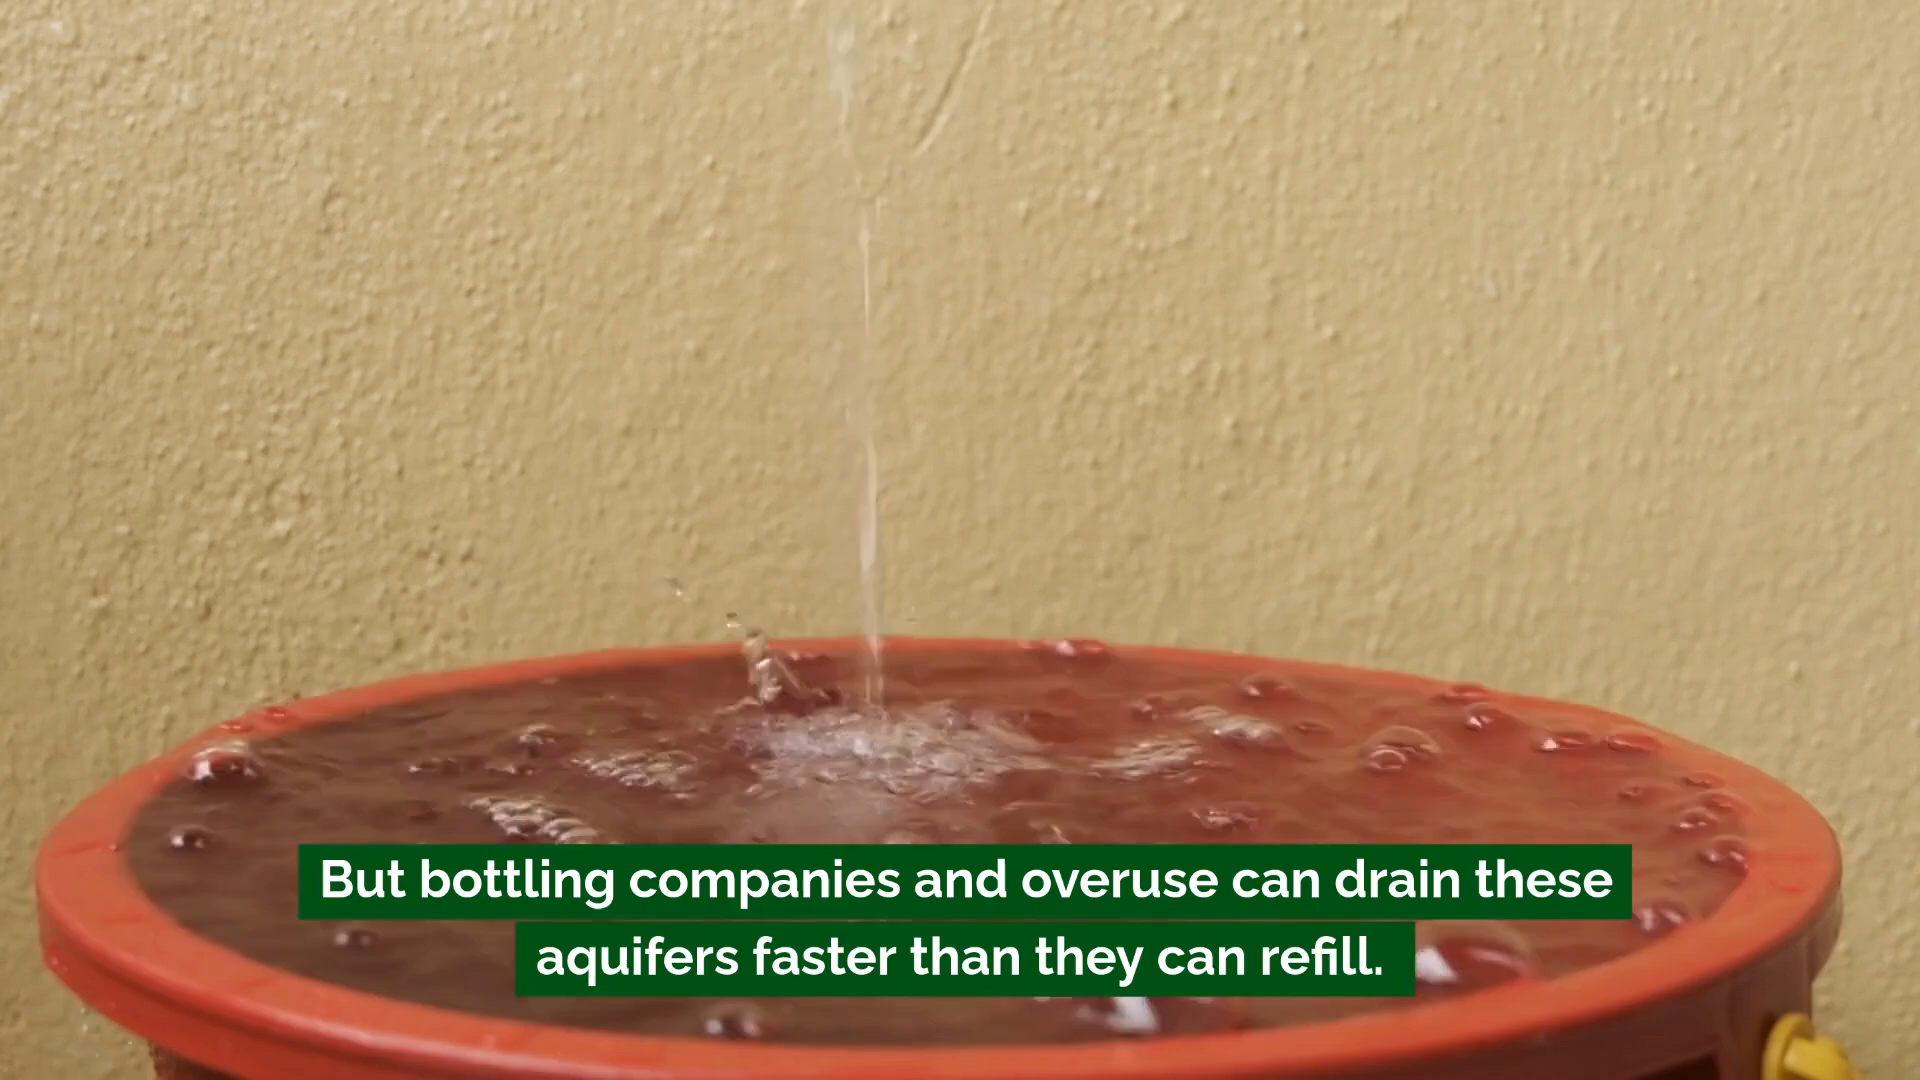 But bottling companies and overuse can drain these
aquifers faster than they can refill.